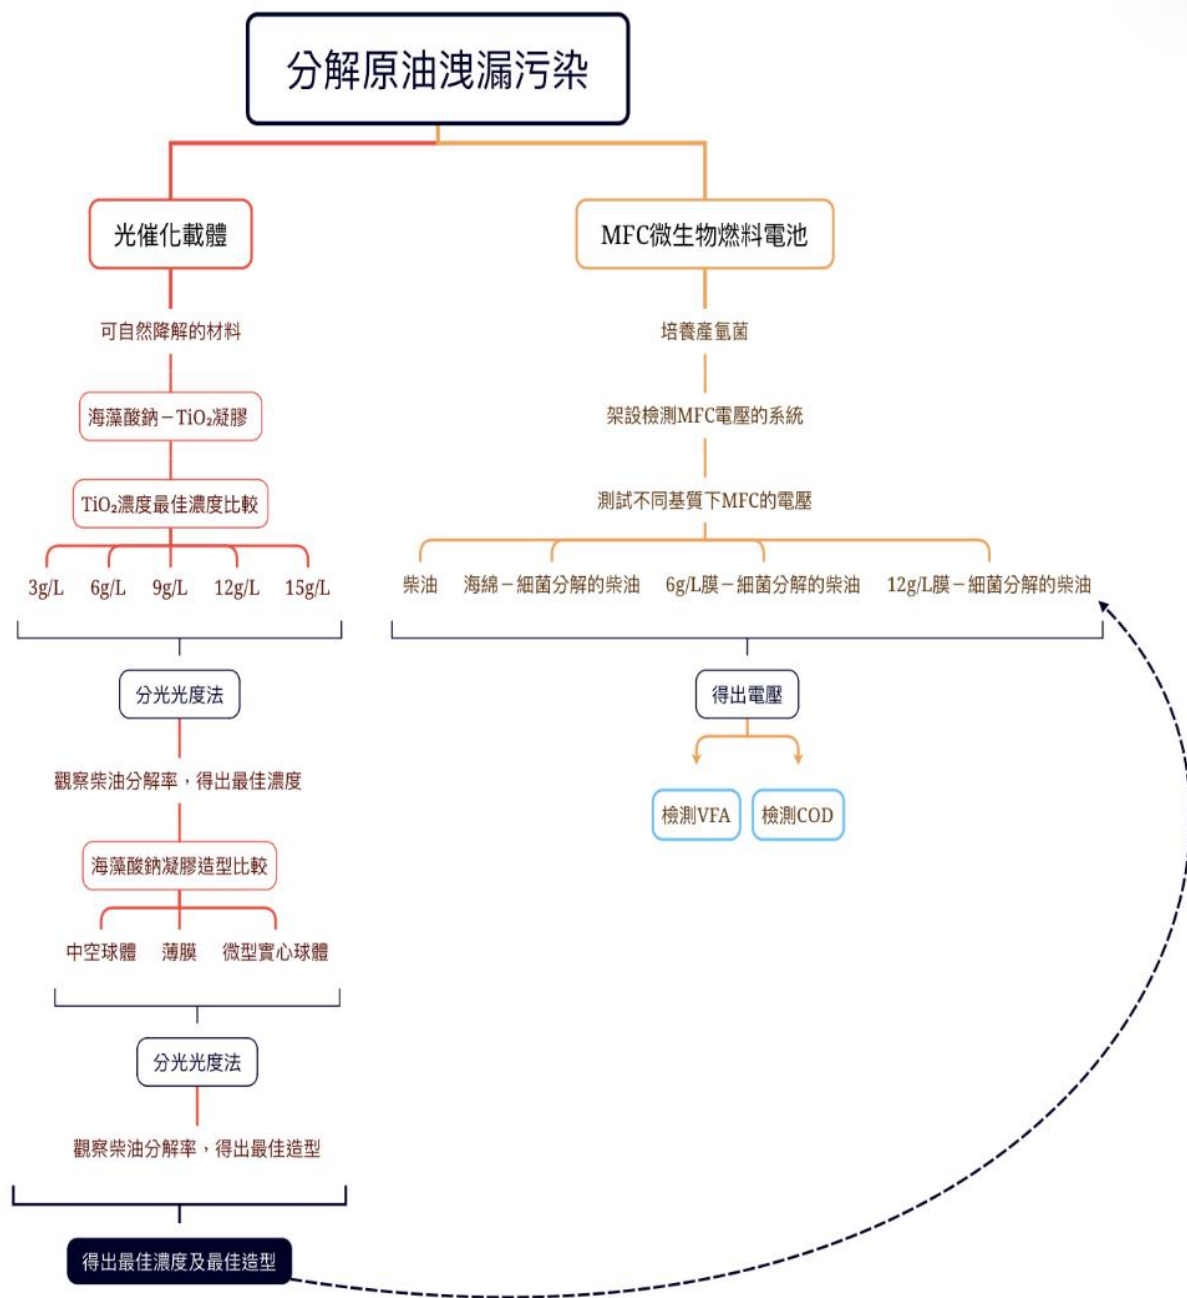 分解原油洩漏污染
光催化載體
MFC微生物燃料電池
可自然降解的材料
培養產氫菌
海藻酸鈉－TiO₂凝膠
架設檢測MFC電壓的系統
TiO₂濃度最佳濃度比較
測試不同基質下MFC的電壓
3g/L 6g/L 9g/L 12g/L 15g/L
柴油 海綿－細菌分解的柴油 6g/L膜－細菌分解的柴油 12g/L膜－細菌分解的柴油
分光光度法
得出電壓
觀察柴油分解率，得出最佳濃度
檢測VFA 檢測COD
海藻酸鈉凝膠造型比較
中空球體 薄膜 微型實心球體
分光光度法
觀察柴油分解率，得出最佳造型
得出最佳濃度及最佳造型